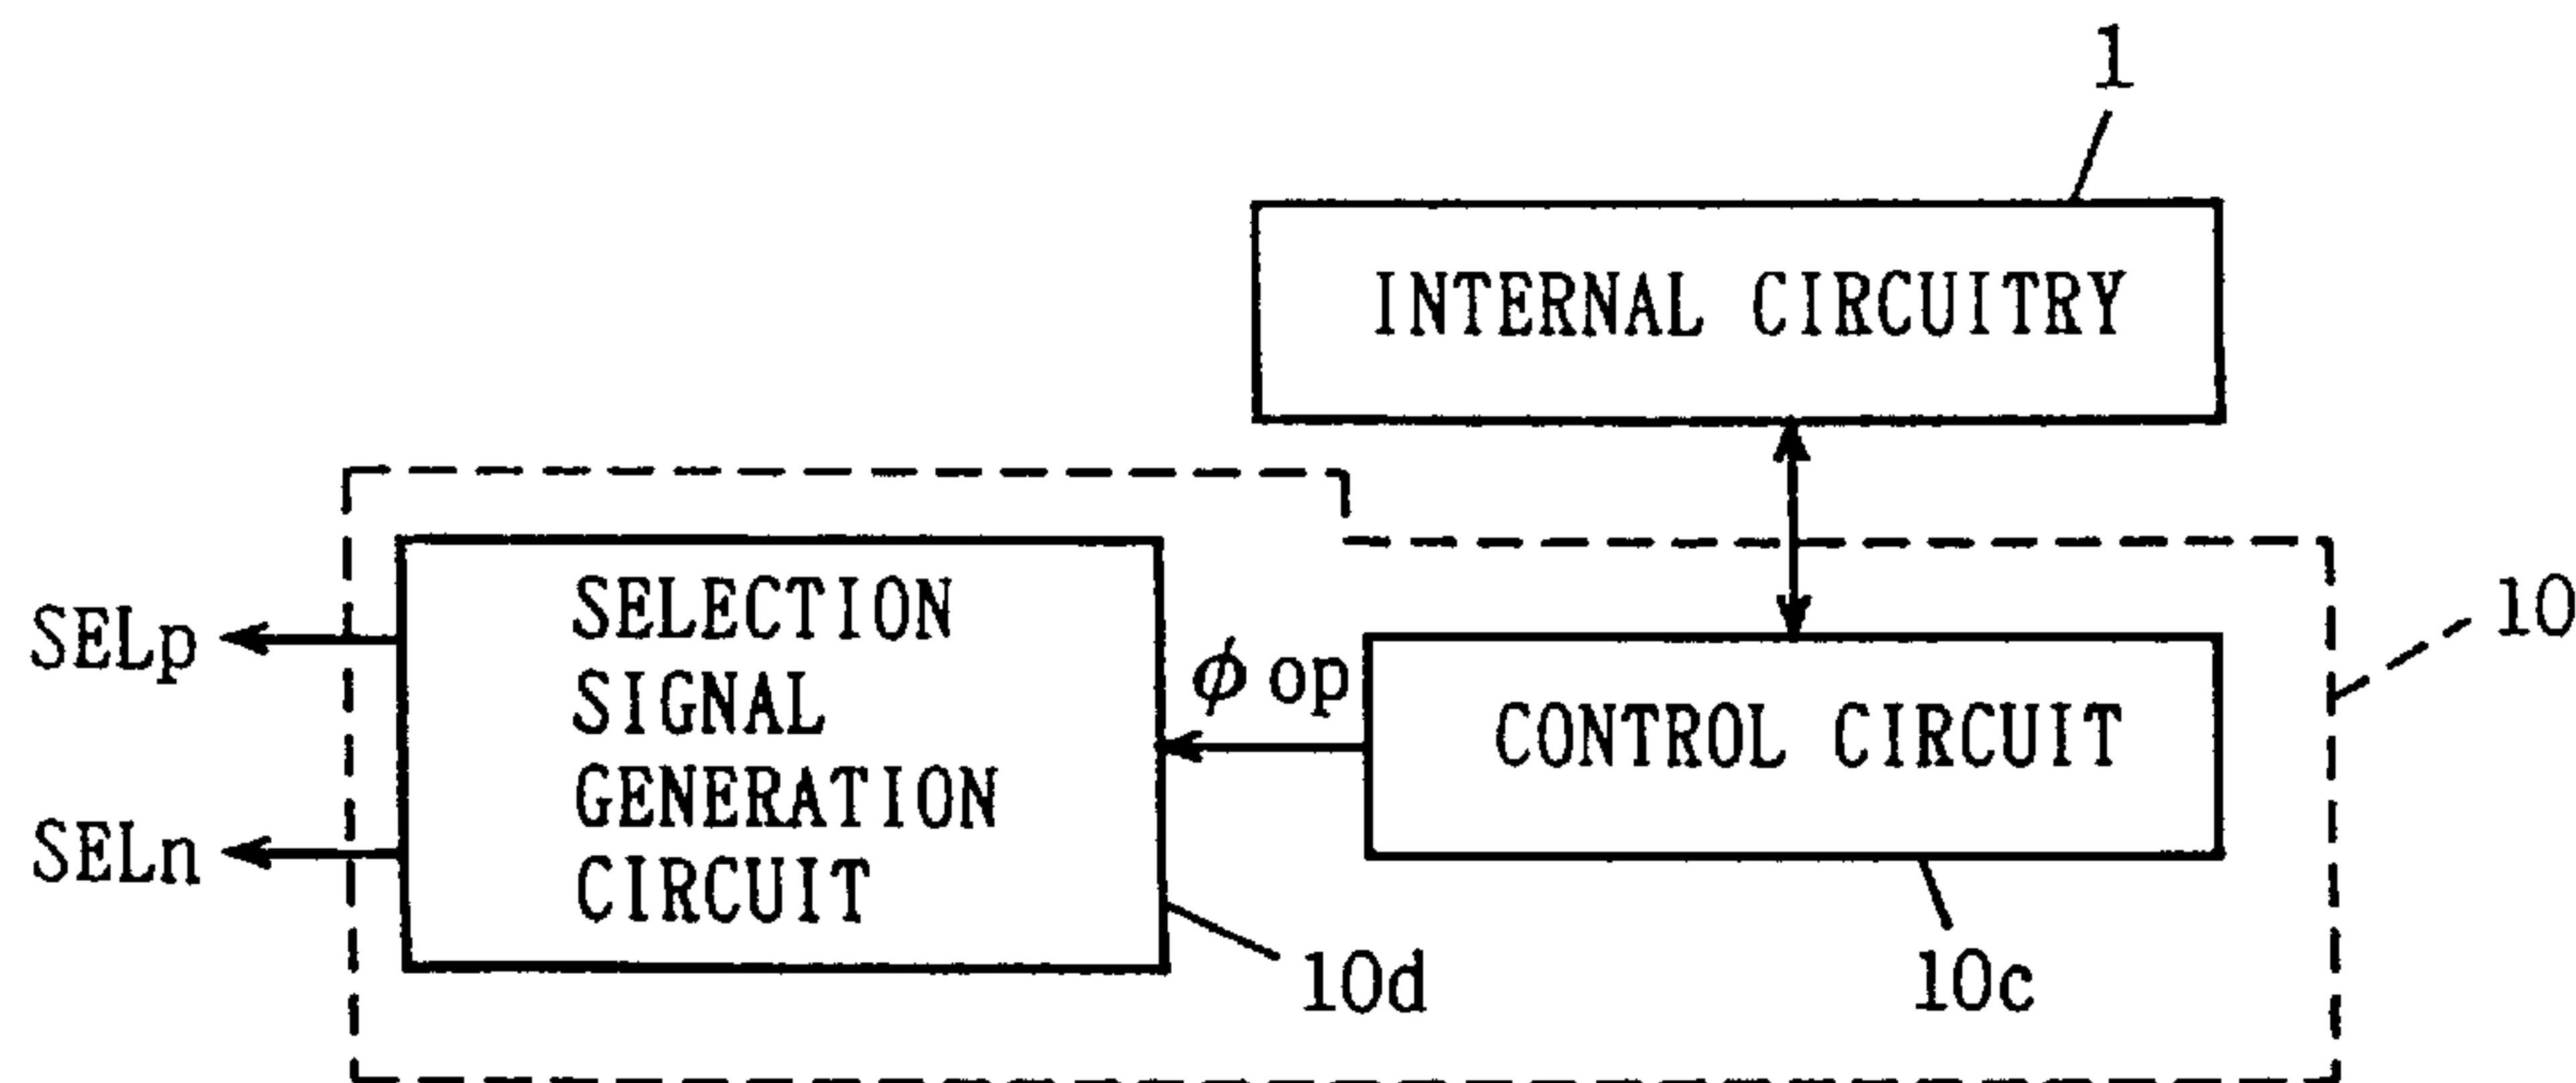 1
INTERNAL CIRCUITRY
SELp
SELn
SELECTION
SIGNAL
GENERATION
CIRCUIT
ϕ op
CONTROL CIRCUIT
10
10d
10c